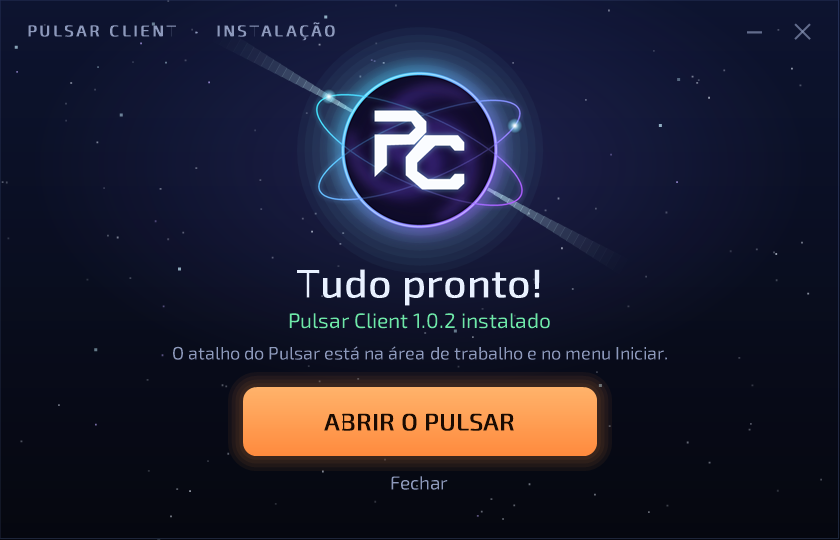 PULSAR CLIENT · INSTALAÇÃO
PC
Tudo pronto!
Pulsar Client 1.0.2 instalado
O atalho do Pulsar está na área de trabalho e no menu Iniciar.
ABRIR O PULSAR
Fechar